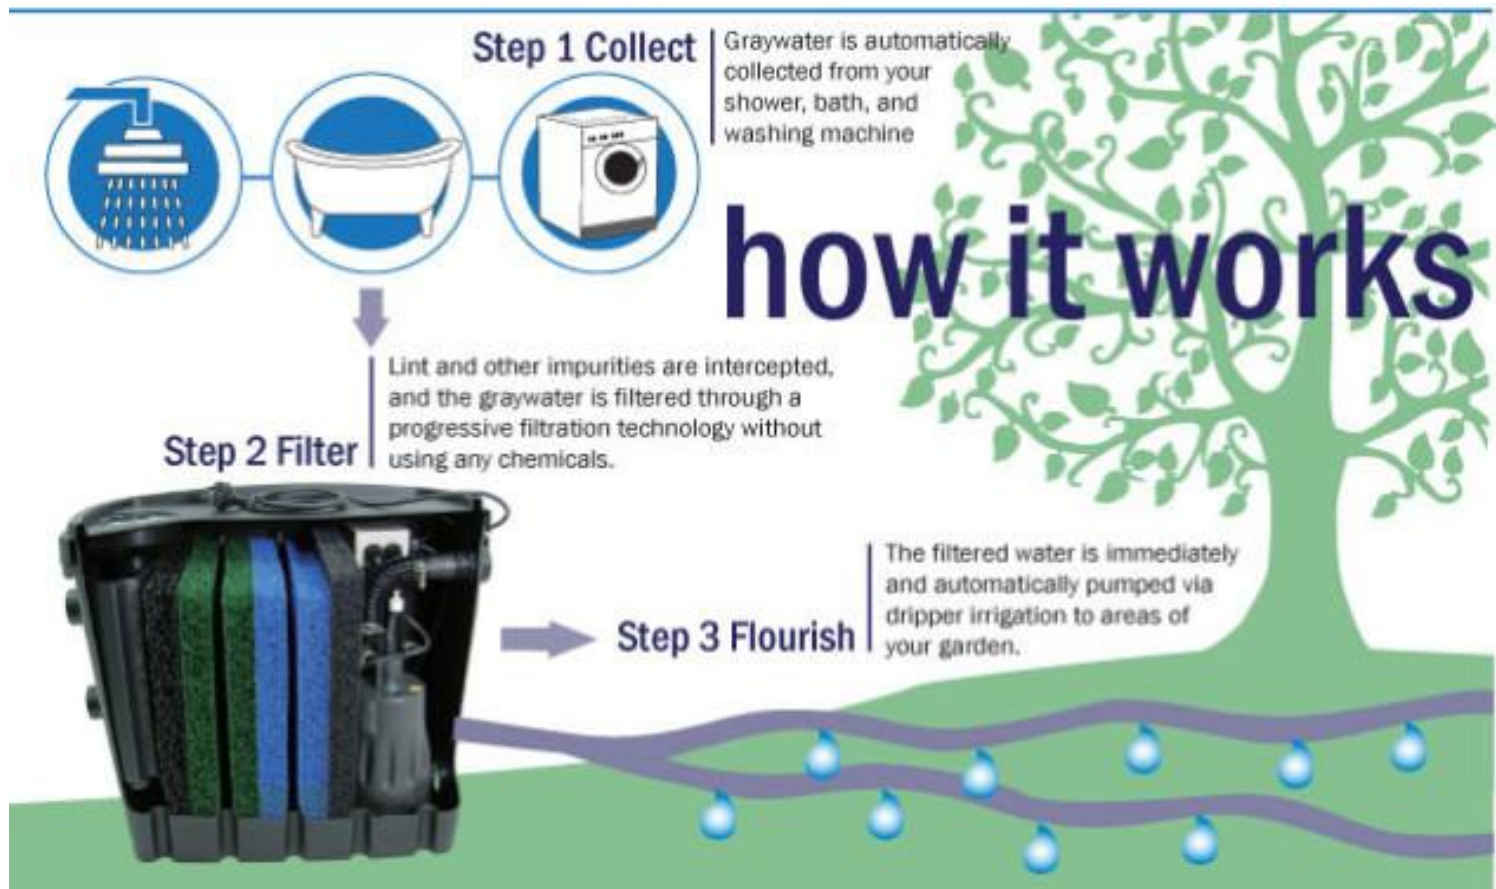 Step 1 Collect
Graywater is automatically
collected from your
shower, bath, and
washing machine
how it works
Lint and other impurities are intercepted,
and the graywater is filtered through a
progressive filtration technology without
using any chemicals.
Step 2 Filter
The filtered water is immediately
and automatically pumped via
dripper irrigation to areas of
your garden.
Step 3 Flourish